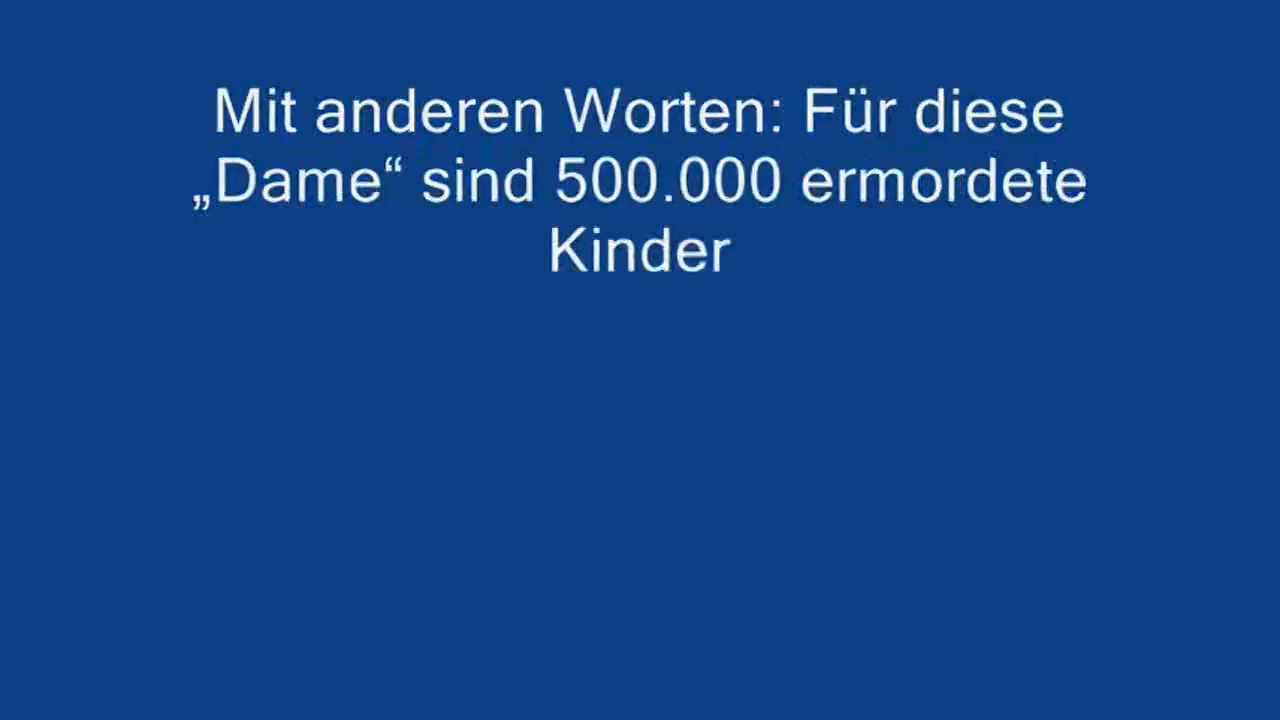 Mit anderen Worten: Für diese
„Dame“ sind 500.000 ermordete
Kinder